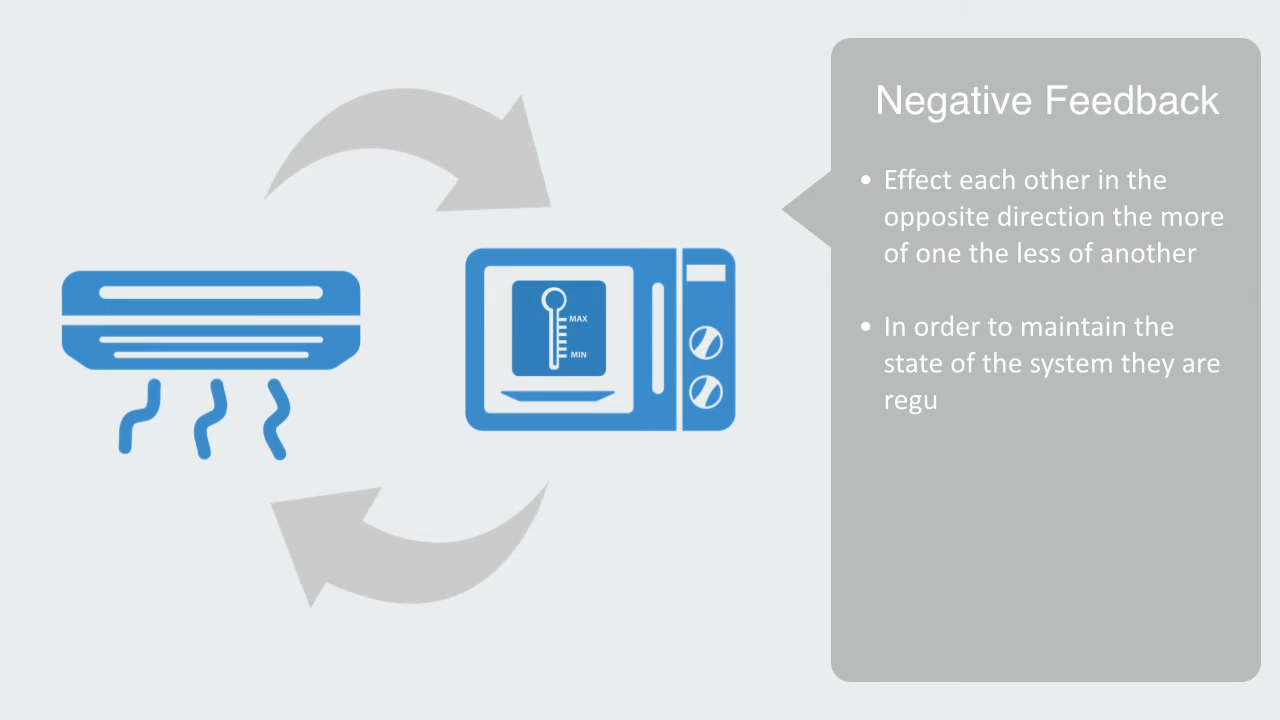 Negative Feedback
• Effect each other in the
opposite direction the more
of one the less of another
• In order to maintain the
state of the system they are
regu
MAX
MIN